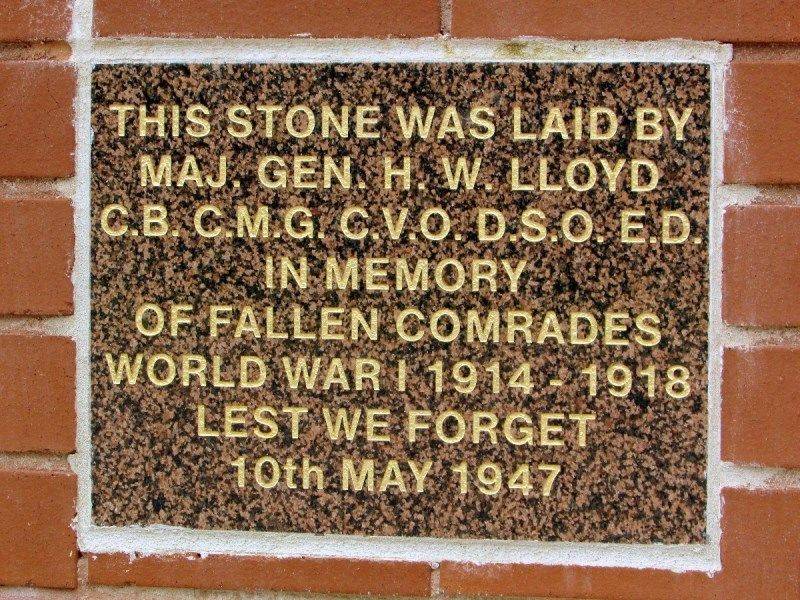 THIS STONE WAS LAID BY
MAJ. GEN. H. W. LLOYD
C.B. C.M.G. C.V.O. D.S.O. E.D.
IN MEMORY
OF FALLEN COMRADES
WORLD WAR I 1914 - 1918
LEST WE FORGET
10th MAY 1947